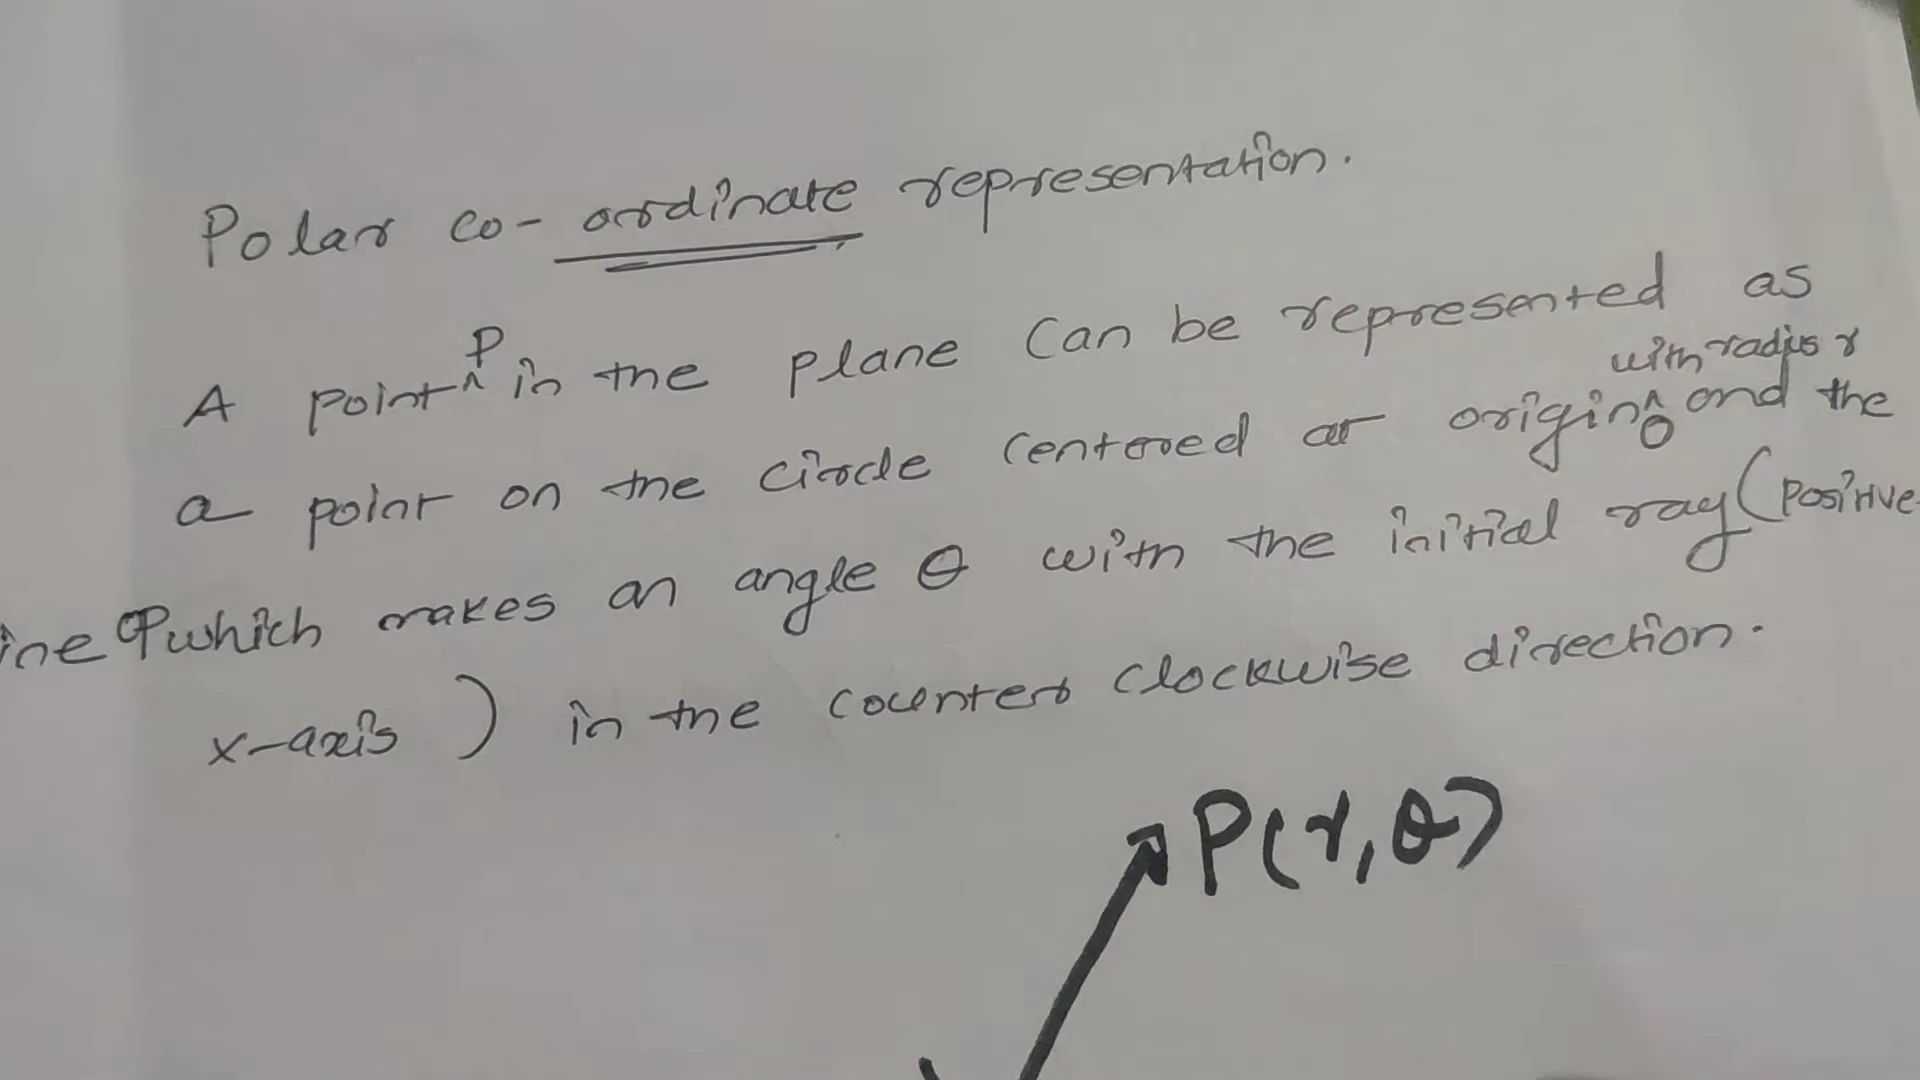 Polar co-ordinate representation.
A point ^ P in the plane can be represented as
with radius r
a point on the circle centered at origin ^ O and the
ine OP which makes an angle θ with the initial ray (positive
x-axis) in the counter clockwise direction.
P(r, θ)